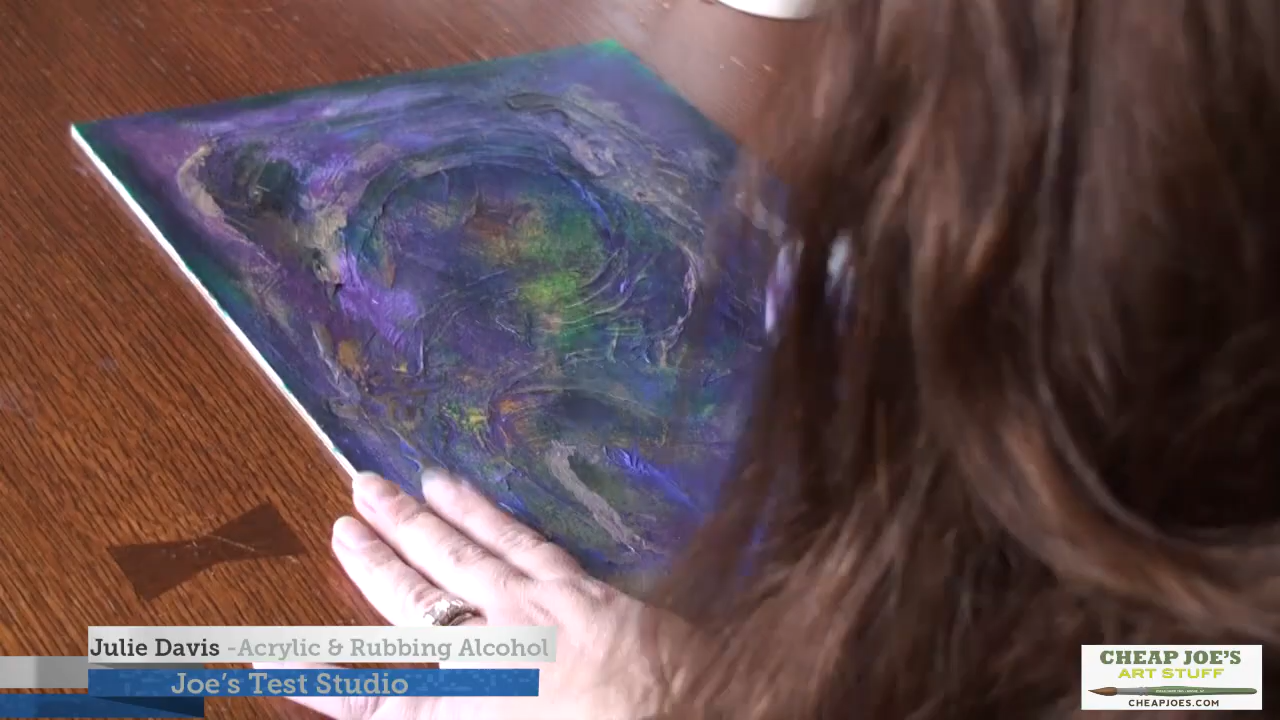 Julie Davis -Acrylic & Rubbing Alcohol
Joe's Test Studio
CHEAP JOE'S
ART STUFF
CHEAPJOES.COM